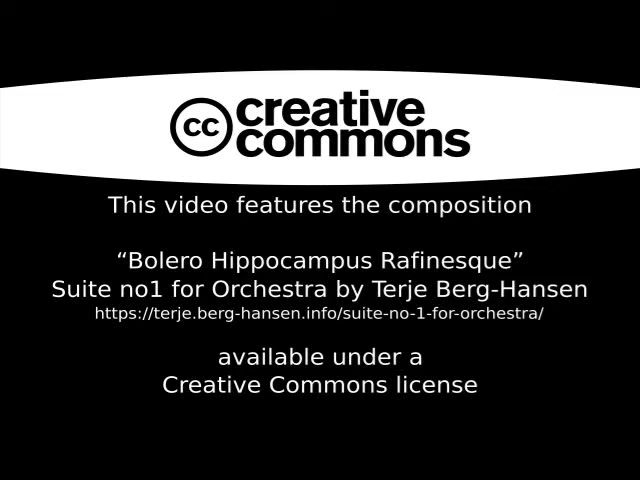 cc creative
commons
This video features the composition
“Bolero Hippocampus Rafinesque”
Suite no1 for Orchestra by Terje Berg-Hansen
https://terje.berg-hansen.info/suite-no-1-for-orchestra/
available under a
Creative Commons license